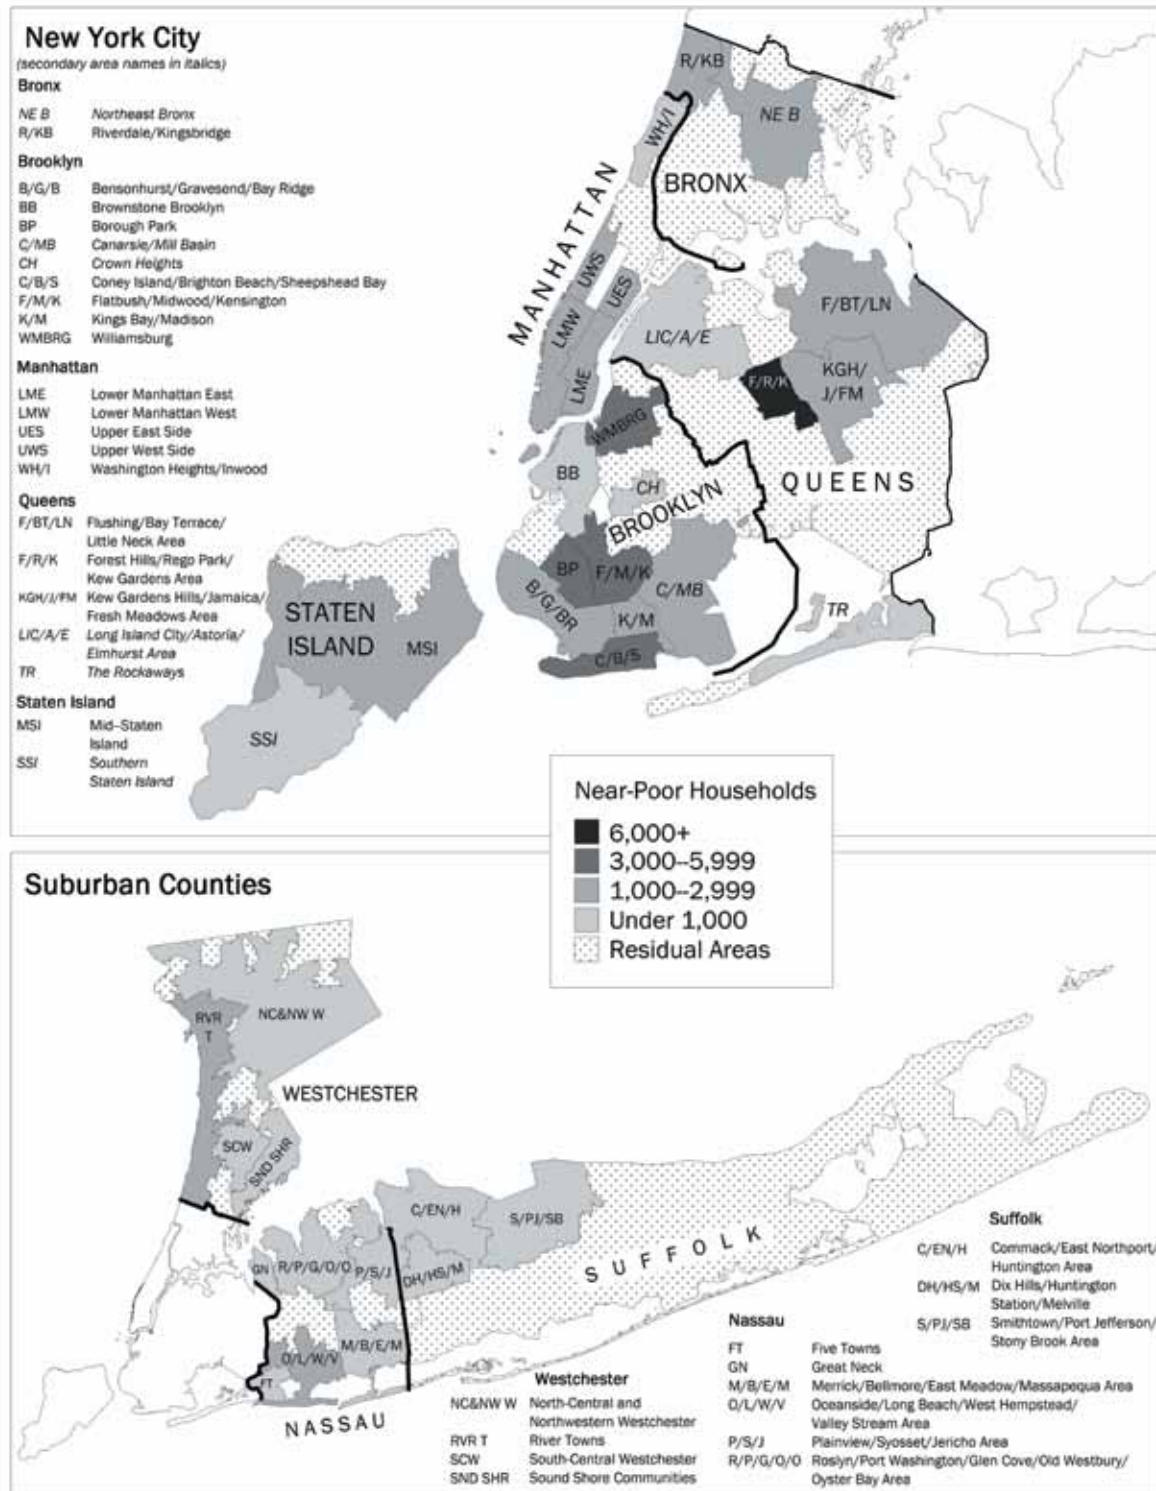 New York City
(secondary area names in italics)
Bronx
NE B Northeast Bronx
R/KB Riverdale/Kingsbridge
Brooklyn
B/G/B Bensonhurst/Gravesend/Bay Ridge
BB Brownstone Brooklyn
BP Borough Park
C/MB Canarsie/Mill Basin
CH Crown Heights
C/B/S Coney Island/Brighton Beach/Sheepshead Bay
F/M/K Flatbush/Midwood/Kensington
K/M Kings Bay/Madison
WMBRG Williamsburg
Manhattan
LME Lower Manhattan East
LMW Lower Manhattan West
UES Upper East Side
UWS Upper West Side
WH/I Washington Heights/Inwood
Queens
F/BT/LN Flushing/Bay Terrace/
Little Neck Area
F/R/K Forest Hills/Rego Park/
Kew Gardens Area
KGH/J/FM Kew Gardens Hills/Jamaica/
Fresh Meadows Area
LIC/A/E Long Island City/Astoria/
Elmhurst Area
TR The Rockaways
Staten Island
MSI Mid-Staten
Island
SSI Southern
Staten Island
R/KB
WH/I
NE B
BRONX
MANHATTAN
UWS
UES
LMW
LME
LIC/A/E
F/BT/LN
F/R/K
KGH/
J/FM
WMBRG
BB
CH
BROOKLYN
QUEENS
BP
F/M/K
B/G/BR
C/MB
K/M
C/B/S
TR
STATEN
ISLAND
MSI
SSI
Near-Poor Households
6,000+
3,000--5,999
1,000--2,999
Under 1,000
Residual Areas
Suburban Counties
RVR
T
NC&NW W
WESTCHESTER
SCW
SND SHR
C/EN/H
S/PJ/SB
GN
R/P/G/O/O
P/S/J
DH/HS/M
SUFFOLK
M/B/E/M
O/L/W/V
FT
NASSAU
Westchester
NC&NW W North-Central and
Northwestern Westchester
RVR T River Towns
SCW South-Central Westchester
SND SHR Sound Shore Communities
Nassau
FT Five Towns
GN Great Neck
M/B/E/M Merrick/Bellmore/East Meadow/Massapequa Area
O/L/W/V Oceanside/Long Beach/West Hempstead/
Valley Stream Area
P/S/J Plainview/Syosset/Jericho Area
R/P/G/O/O Roslyn/Port Washington/Glen Cove/Old Westbury/
Oyster Bay Area
Suffolk
C/EN/H Commack/East Northport/
Huntington Area
DH/HS/M Dix Hills/Huntington
Station/Melville
S/PJ/SB Smithtown/Port Jefferson/
Stony Brook Area